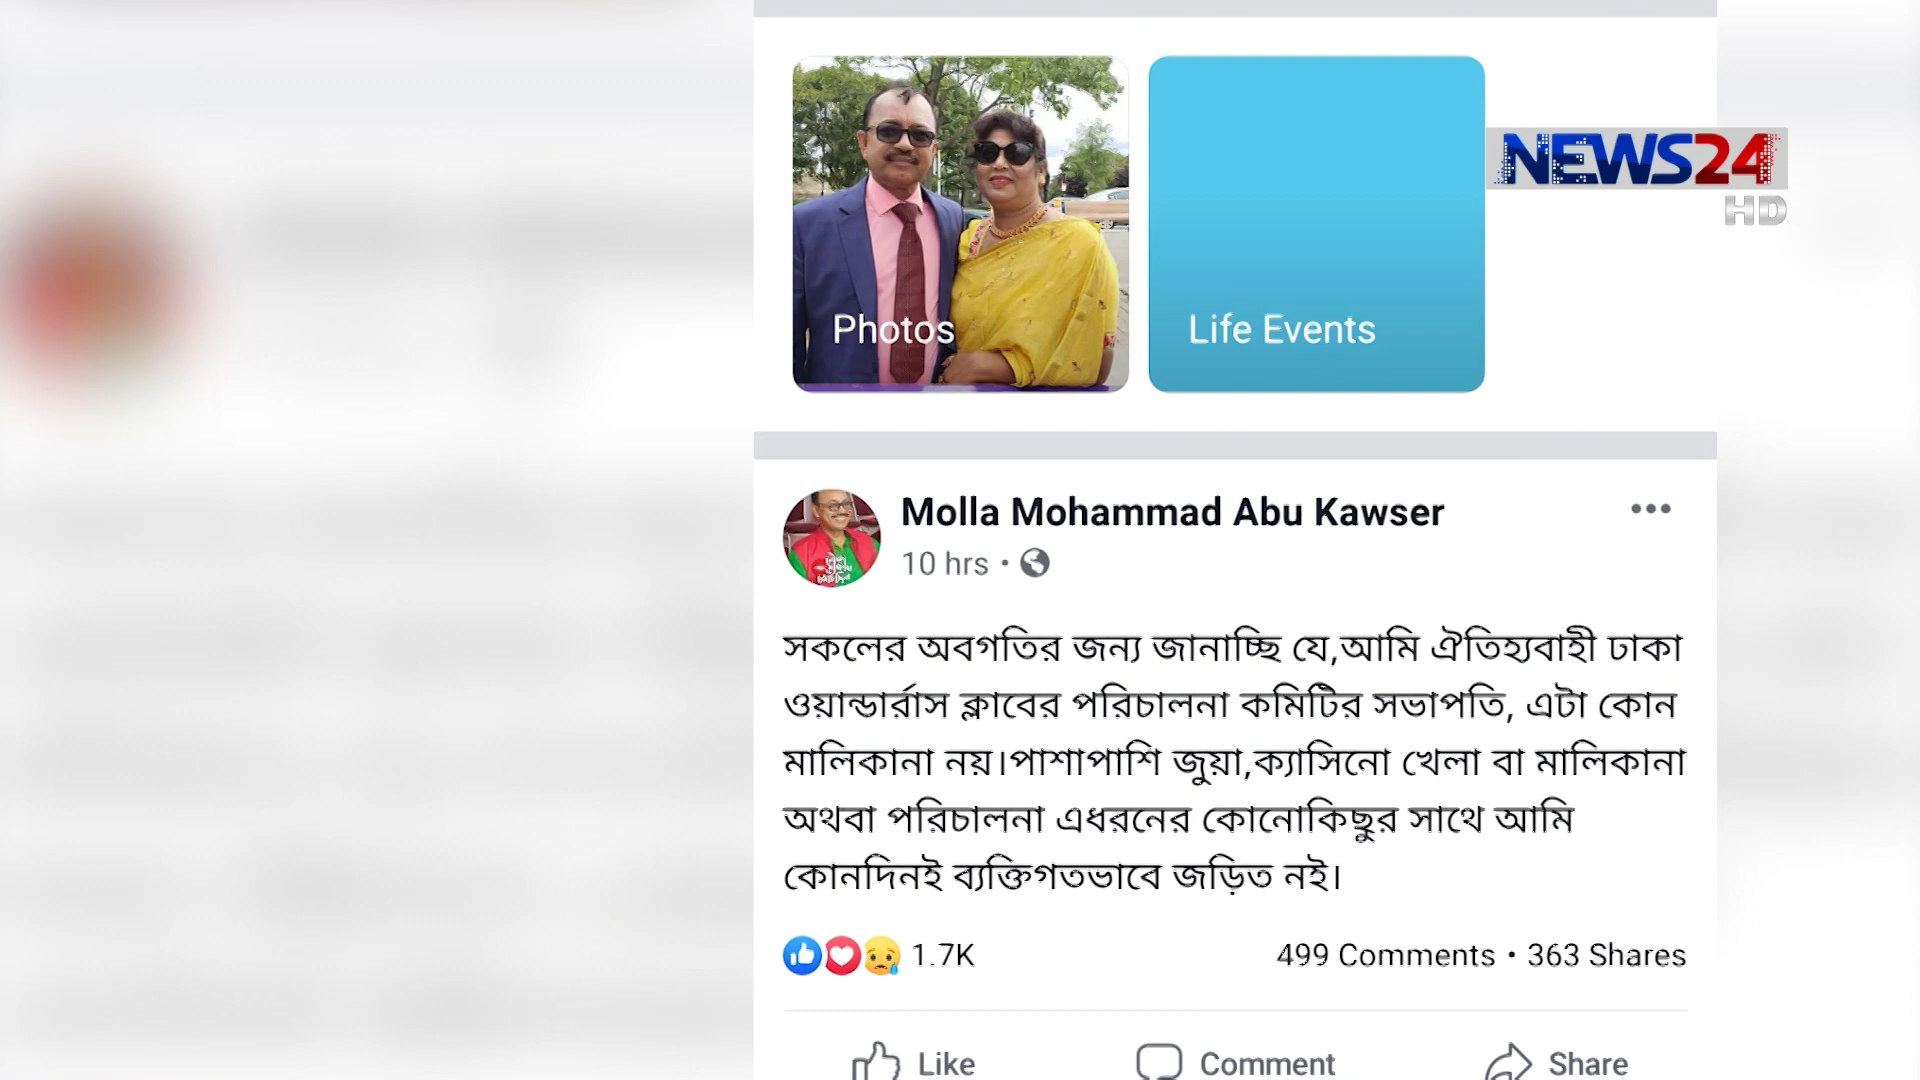 NEWS24
HD
Photos
Life Events
Molla Mohammad Abu Kawser
10 hrs
সকলের অবগতির জন্য জানাচ্ছি যে,আমি ঐতিহ্যবাহী ঢাকা
ওয়ান্ডার্রাস ক্লাবের পরিচালনা কমিটির সভাপতি, এটা কোন
মালিকানা নয়।পাশাপাশি জুয়া,ক্যাসিনো খেলা বা মালিকানা
অথবা পরিচালনা এধরনের কোনোকিছুর সাথে আমি
কোনদিনই ব্যক্তিগতভাবে জড়িত নই।
1.7K
499 Comments • 363 Shares
Like
Comment
Share